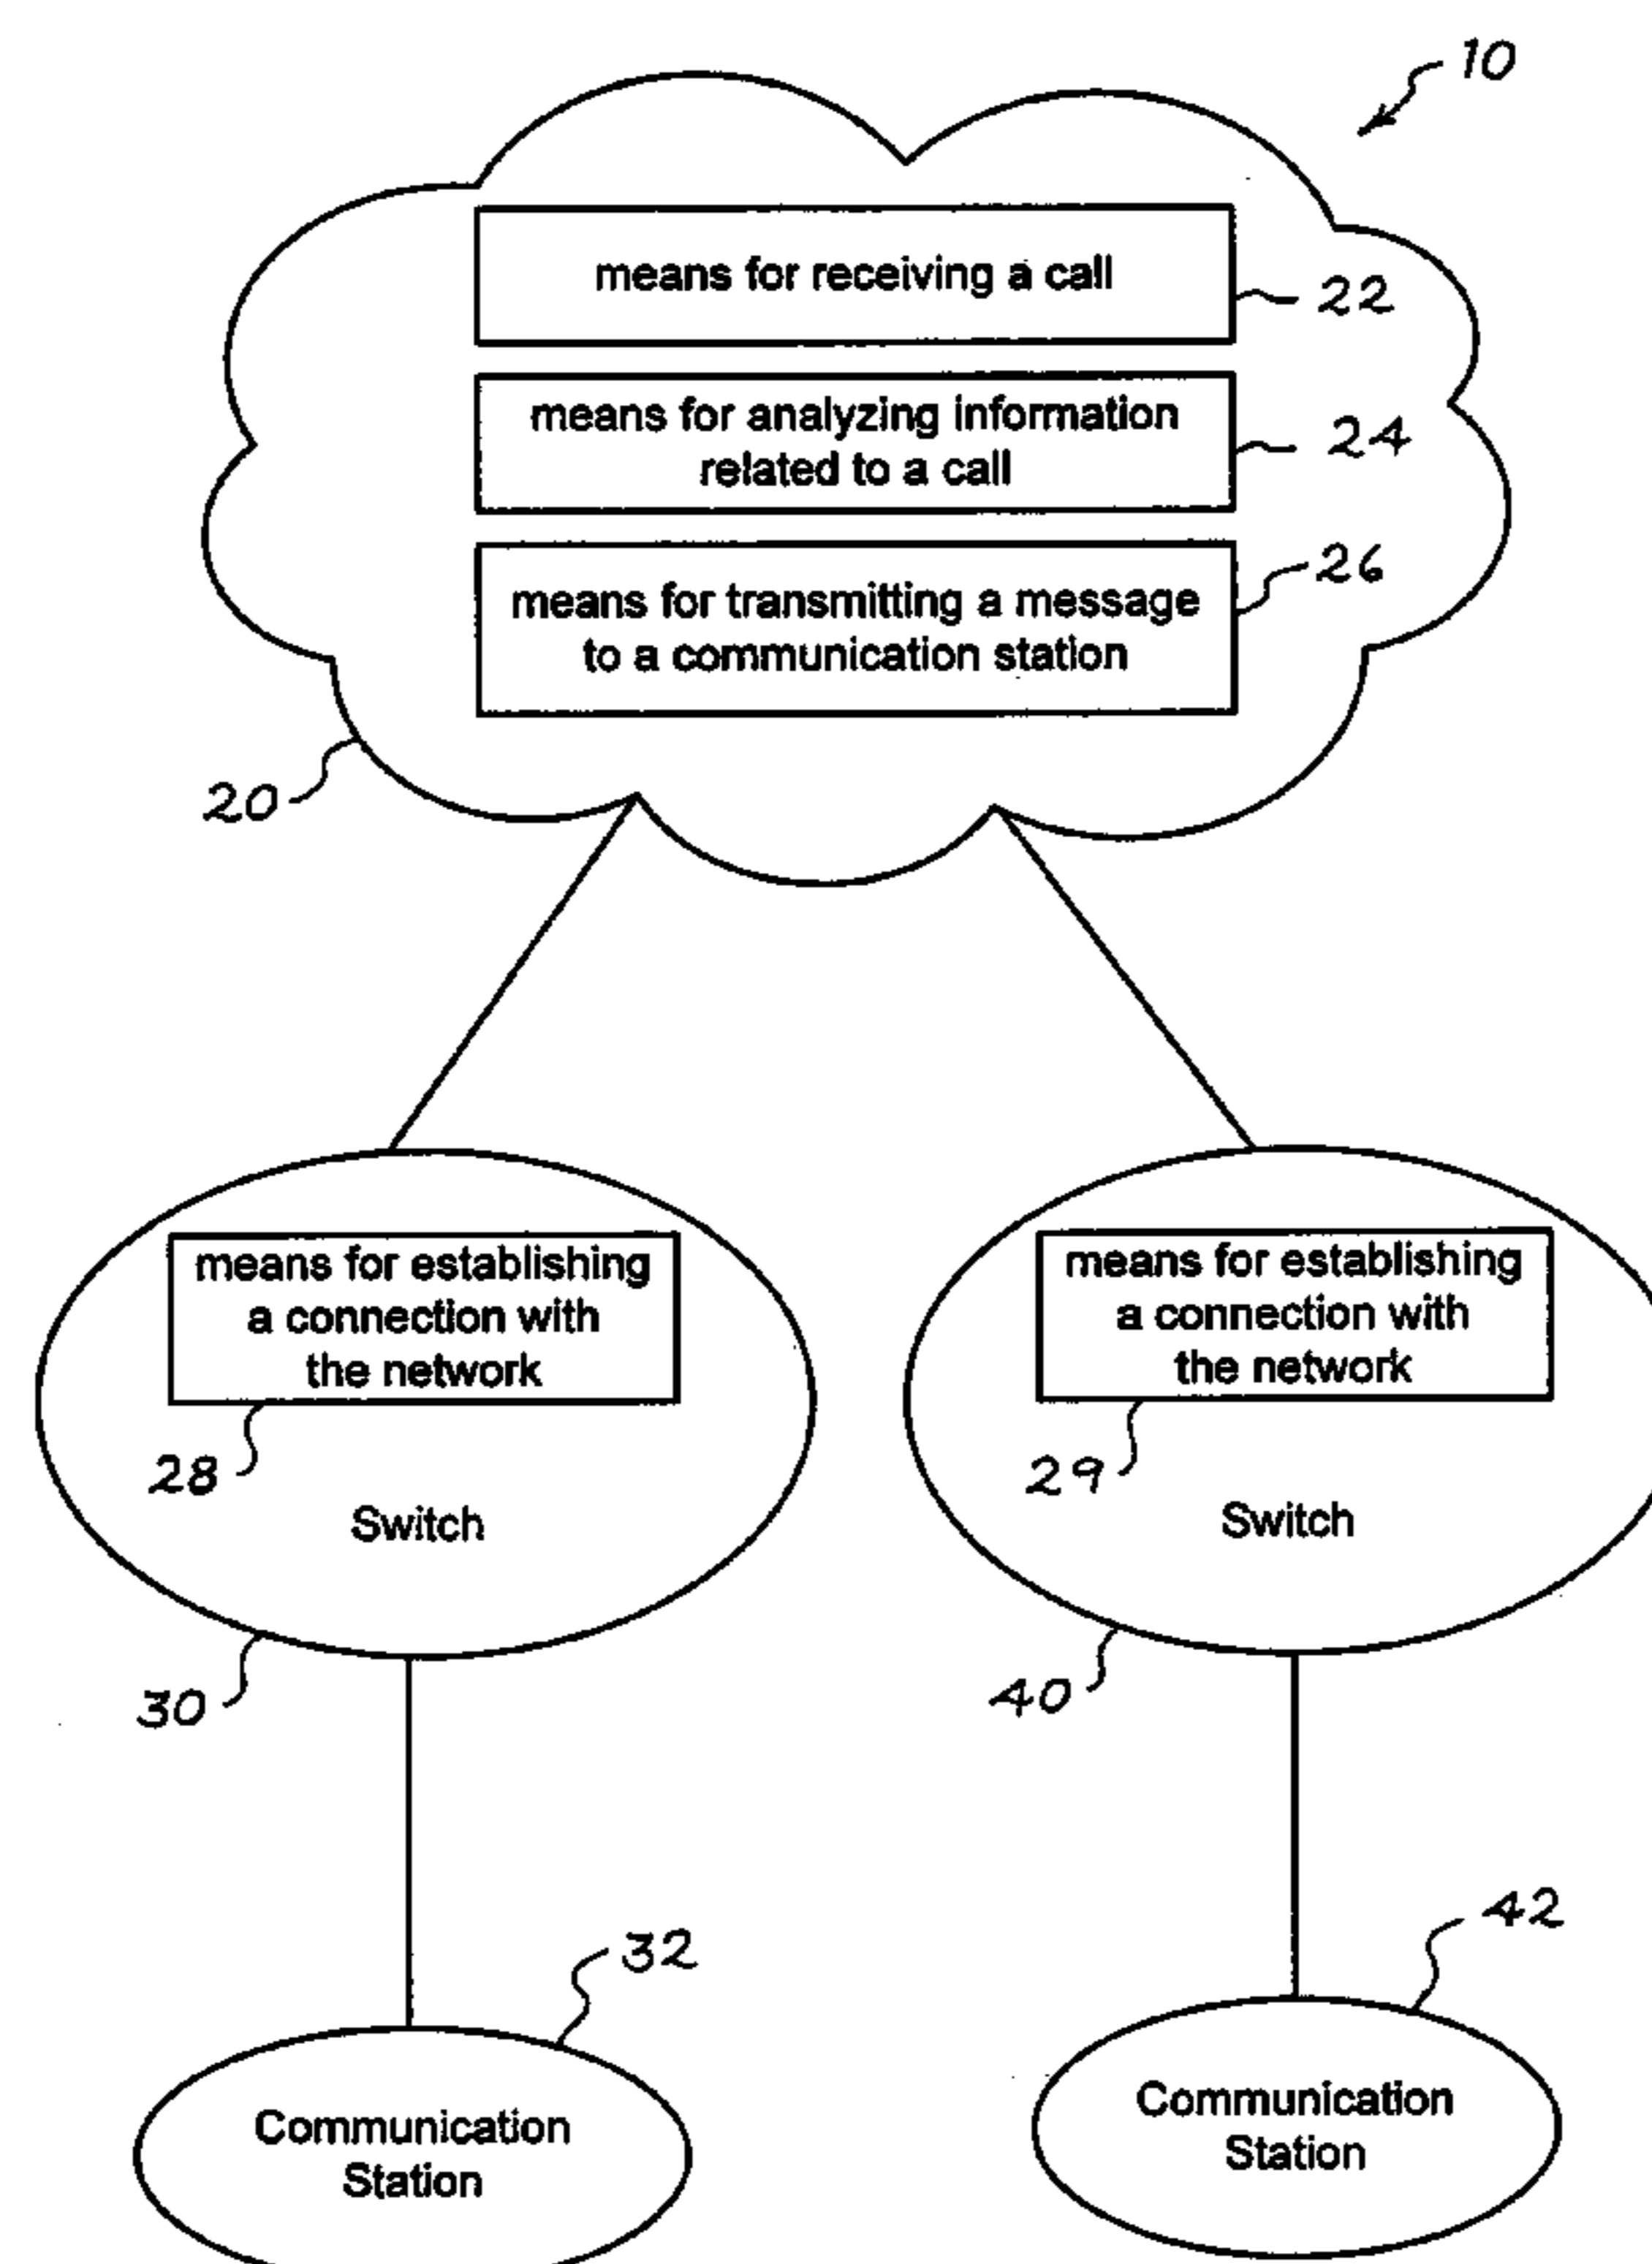 10
means for receiving a call
22
means for analyzing information
related to a call
24
means for transmitting a message
to a communication station
26
20
means for establishing
a connection with
the network
28
Switch
30
means for establishing
a connection with
the network
29
Switch
40
32
Communication
Station
42
Communication
Station